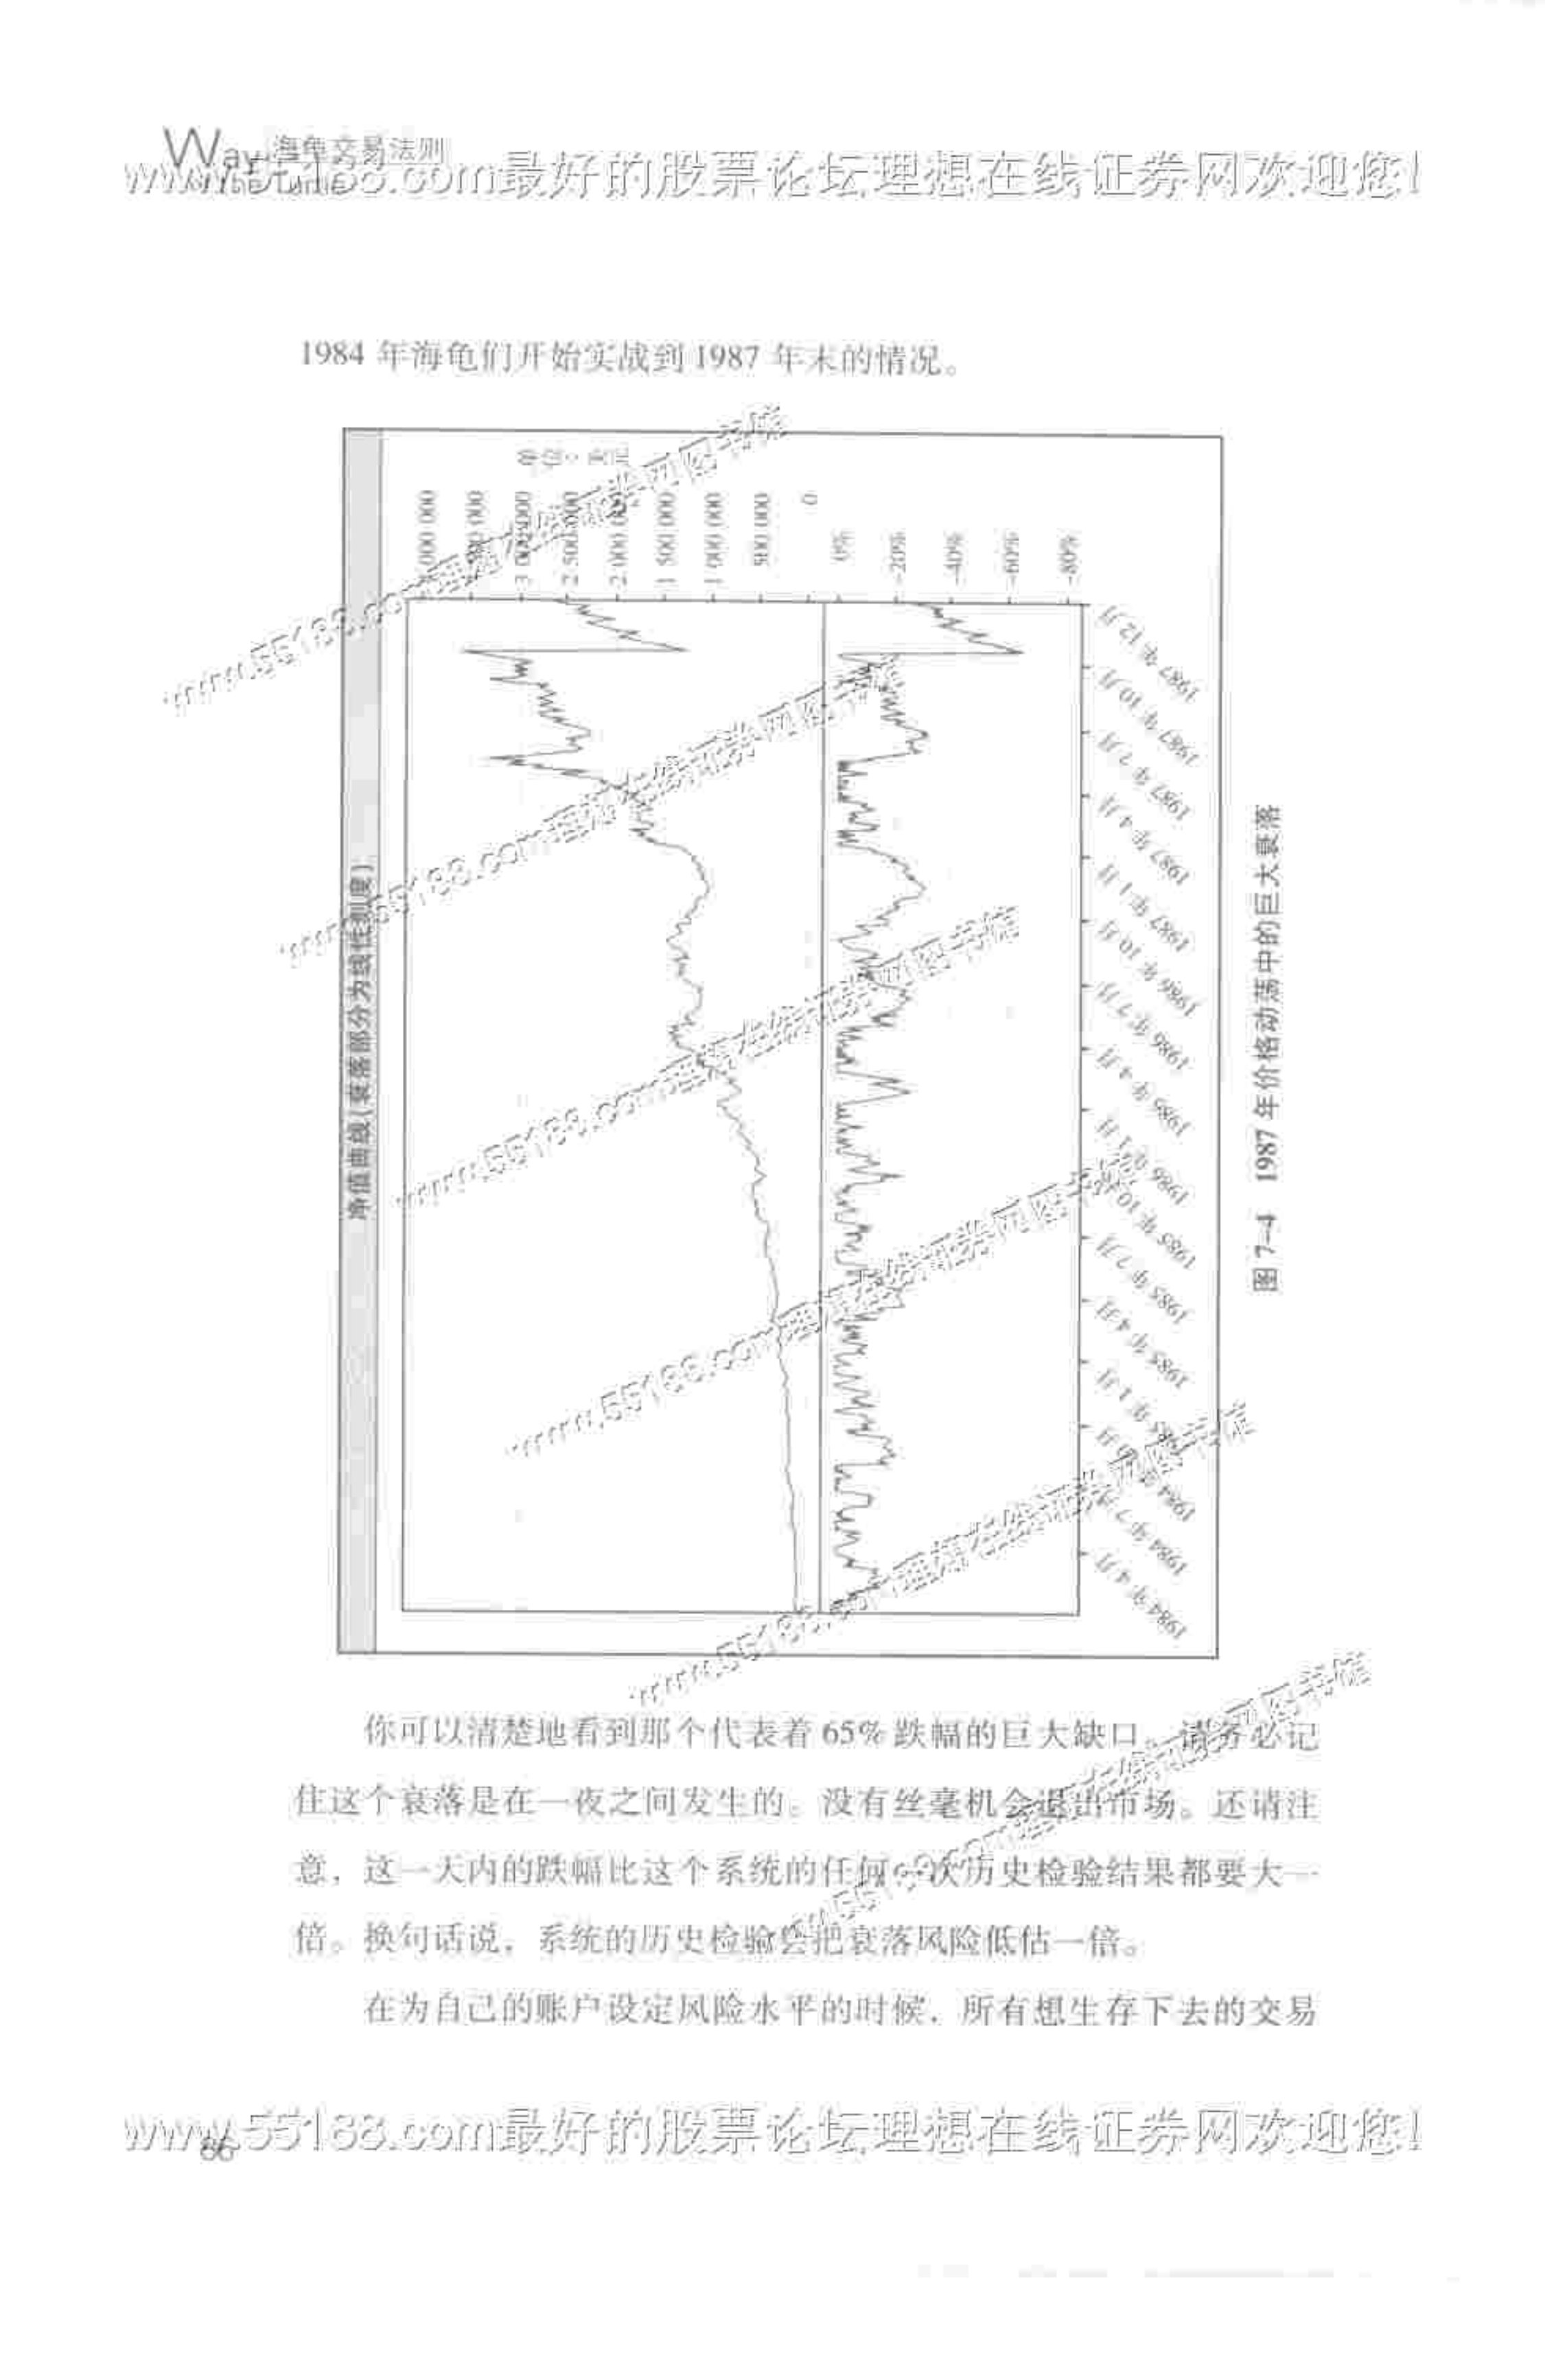 Way 海龟交易法则
www.55188.com最好的股票论坛理想在线证券网欢迎您!
1984 年海龟们开始实战到 1987 年末的情况。
净值曲线(衰落部分为线性刻度)
单位:美元
000 000
000
3 000 000
2 500 000
2 000 000
1 500 000
1 000 000
500 000
0
0%
-20%
-40%
-60%
-80%
1987 年 12 月
1987 年 10 月
1987 年 7 月
1987 年 4 月
1987 年 1 月
1986 年 10 月
1986 年 7 月
1986 年 4 月
1986 年 1 月
1985 年 10 月
1985 年 7 月
1985 年 4 月
1985 年 1 月
1984 年 10 月
1984 年 7 月
1984 年 4 月
图 7-4 1987 年价格动荡中的巨大衰落
你可以清楚地看到那个代表着 65% 跌幅的巨大缺口。请务必记
住这个衰落是在一夜之间发生的。没有丝毫机会退出市场。还请注
意,这一天内的跌幅比这个系统的任何一次历史检验结果都要大一
倍。换句话说,系统的历史检验会把衰落风险低估一倍。
在为自己的账户设定风险水平的时候,所有想生存下去的交易
www.55188.com最好的股票论坛理想在线证券网欢迎您!
86